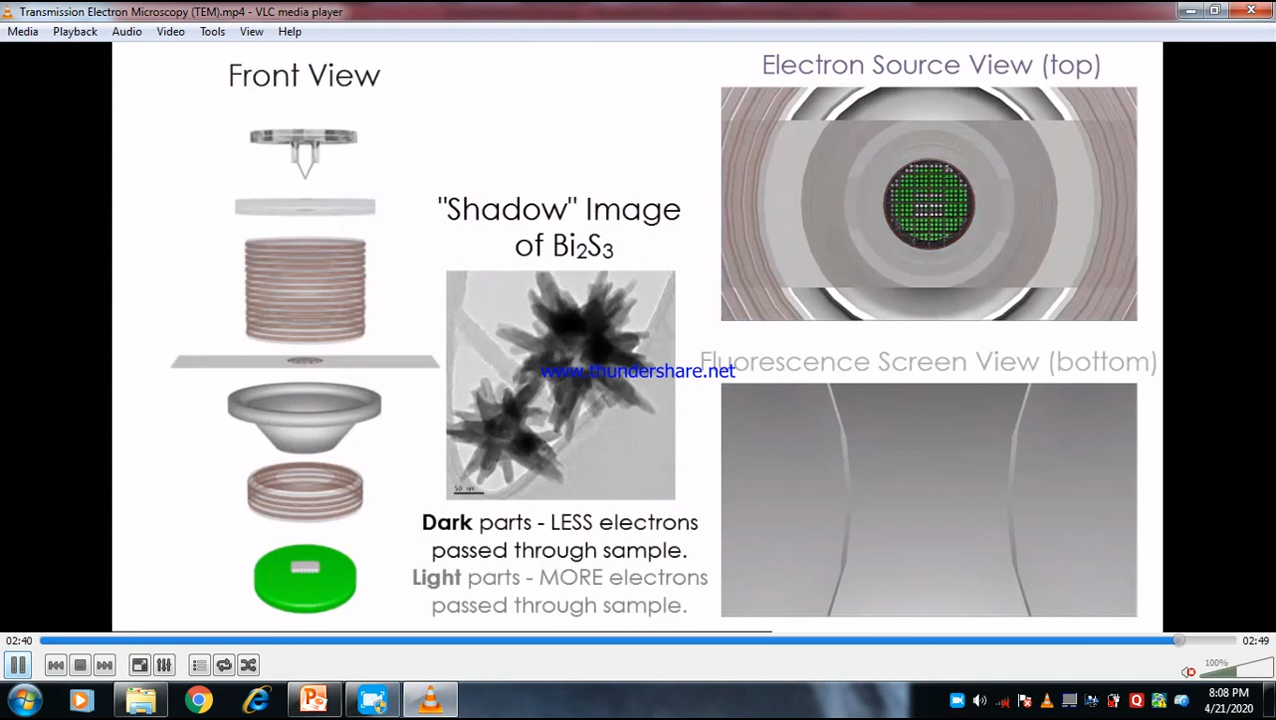 Transmission Electron Microscopy (TEM).mp4 - VLC media player
Media Playback Audio Video Tools View Help
Front View
Electron Source View (top)
"Shadow" Image
of Bi₂S₃
www.thundershare.net
Fluorescence Screen View (bottom)
50 nm
Dark parts - LESS electrons
passed through sample.
Light parts - MORE electrons
passed through sample.
02:40
02:49
100%
8:08 PM
4/21/2020